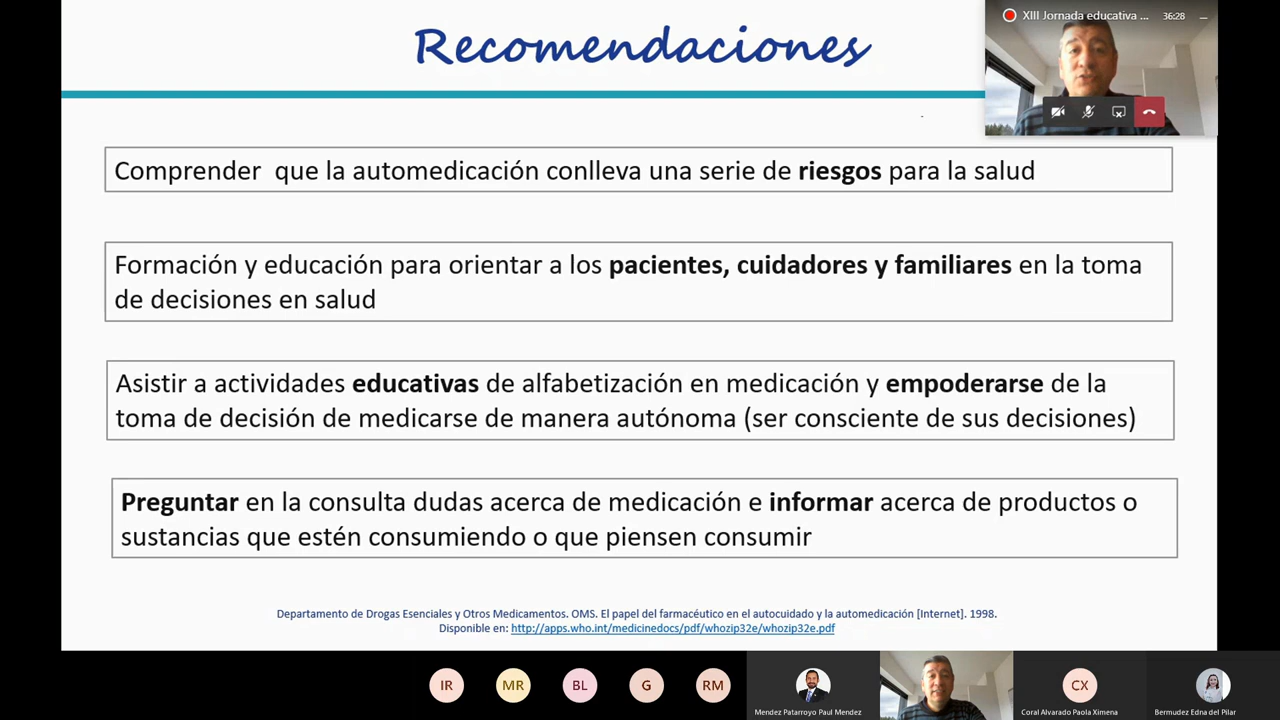 Recomendaciones
XIII Jornada educativa ...
36:28
Comprender que la automedicación conlleva una serie de riesgos para la salud
Formación y educación para orientar a los pacientes, cuidadores y familiares en la toma
de decisiones en salud
Asistir a actividades educativas de alfabetización en medicación y empoderarse de la
toma de decisión de medicarse de manera autónoma (ser consciente de sus decisiones)
Preguntar en la consulta dudas acerca de medicación e informar acerca de productos o
sustancias que estén consumiendo o que piensen consumir
Departamento de Drogas Esenciales y Otros Medicamentos. OMS. El papel del farmacéutico en el autocuidado y la automedicación [Internet]. 1998.
Disponible en: http://apps.who.int/medicinedocs/pdf/whozip32e/whozip32e.pdf
IR
MR
BL
G
RM
Mendez Patarroyo Paul Mendez
CX
Coral Alvarado Paola Ximena
Bermudez Edna del Pilar